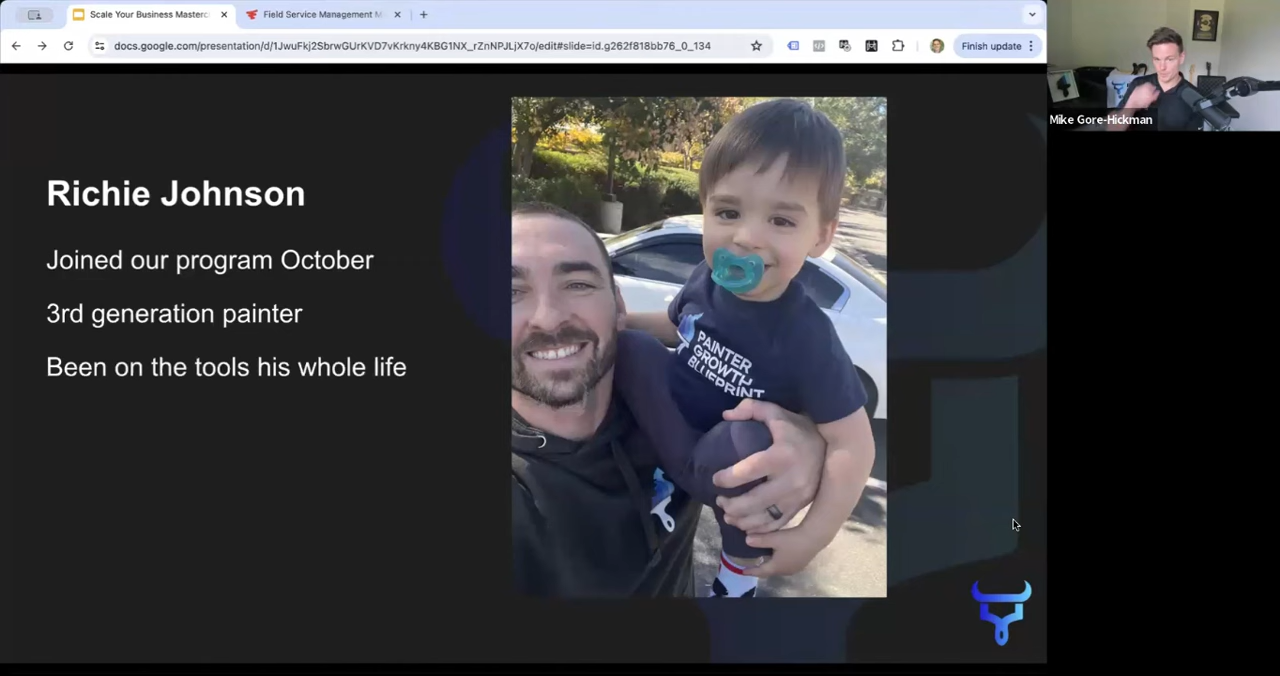 Scale Your Business Masterc
Field Service Management M
docs.google.com/presentation/d/1JwuFkj2SbrwGUrKVD7vKrkny4KBG1NX_rZnNPJLjX7o/edit#slide=id.g262f818bb76_0_134
Finish update
Mike Gore-Hickman
Richie Johnson
Joined our program October
3rd generation painter
Been on the tools his whole life
PAINTER
GROWTH
BLUEPRINT